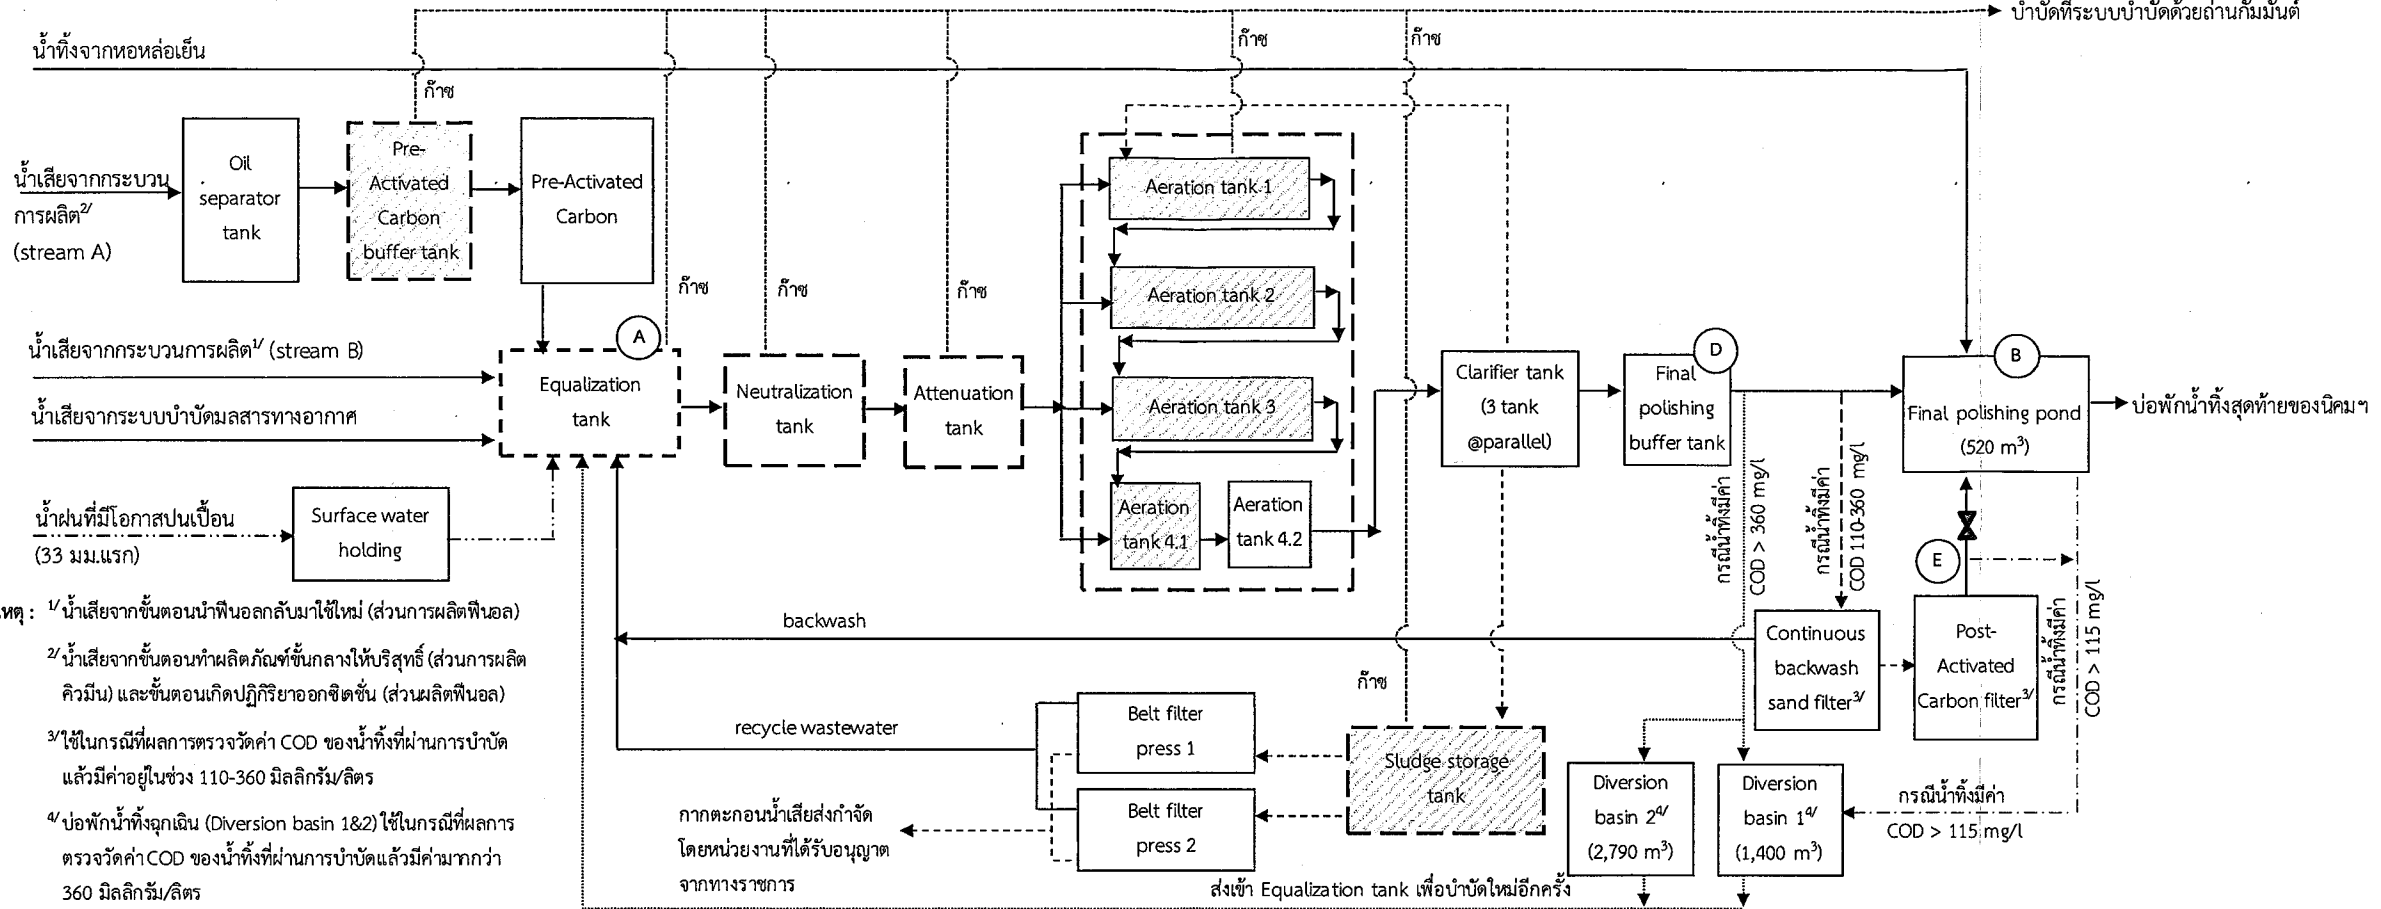 บำบัดที่ระบบบำบัดด้วยถ่านกัมมันต์
น้ำทิ้งจากหอหล่อเย็น
ก๊าซ
ก๊าซ
ก๊าซ
Oil
separator
tank
Pre-
Activated
Carbon
buffer tank
Pre-Activated
Carbon
น้ำเสียจากกระบวน
การผลิต2/
(stream A)
Aeration tank 1
ก๊าซ
ก๊าซ
ก๊าซ
Aeration tank 2
น้ำเสียจากกระบวนการผลิต1/ (stream B)
น้ำเสียจากระบบบำบัดมลสารทางอากาศ
A
Equalization
tank
Neutralization
tank
Attenuation
tank
Aeration tank 3
Clarifier tank
(3 tank
@parallel)
D
Final
polishing
buffer tank
B
Final polishing pond
(520 m3)
บ่อพักน้ำทิ้งสุดท้ายของนิคมฯ
น้ำฝนที่มีโอกาสปนเปื้อน
(33 มม.แรก)
Surface water
holding
Aeration
tank 4.1
Aeration
tank 4.2
กรณีน้ำทิ้งมีค่า
COD > 360 mg/l
กรณีน้ำทิ้งมีค่า
COD 110-360 mg/l
E
กรณีน้ำทิ้งมีค่า
COD > 115 mg/l
backwash
Continuous
backwash
sand filter3/
Post-
Activated
Carbon filter3/
ก๊าซ
recycle wastewater
Belt filter
press 1
Belt filter
press 2
Sludge storage
tank
Diversion
basin 24/
(2,790 m3)
Diversion
basin 14/
(1,400 m3)
กรณีน้ำทิ้งมีค่า
COD > 115 mg/l
กากตะกอนน้ำเสียส่งกำจัด
โดยหน่วยงานที่ได้รับอนุญาต
จากทางราชการ
ส่งเข้า Equalization tank เพื่อบำบัดใหม่อีกครั้ง
เหตุ : 1/ น้ำเสียจากขั้นตอนนำฟีนอลกลับมาใช้ใหม่ (ส่วนการผลิตฟีนอล)
2/ น้ำเสียจากขั้นตอนทำผลิตภัณฑ์ขั้นกลางให้บริสุทธิ์ (ส่วนการผลิต
คิวมีน) และขั้นตอนเกิดปฏิกิริยาออกซิเดชั่น (ส่วนผลิตฟีนอล)
3/ ใช้ในกรณีที่ผลการตรวจวัดค่า COD ของน้ำทิ้งที่ผ่านการบำบัด
แล้วมีค่าอยู่ในช่วง 110-360 มิลลิกรัม/ลิตร
4/ บ่อพักน้ำทิ้งฉุกเฉิน (Diversion basin 1&2) ใช้ในกรณีที่ผลการ
ตรวจวัดค่า COD ของน้ำทิ้งที่ผ่านการบำบัดแล้วมีค่ามากกว่า
360 มิลลิกรัม/ลิตร